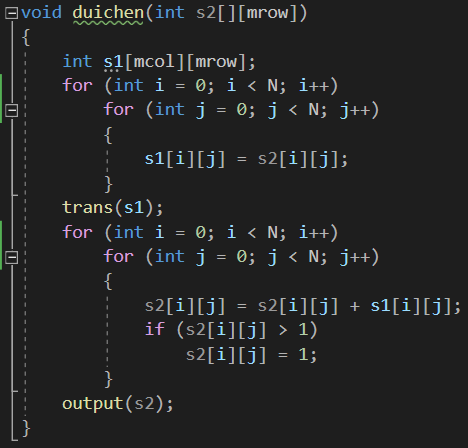 void duichen(int s2[][mrow])
{
    int s1[mcol][mrow];
    for (int i = 0; i < N; i++)
        for (int j = 0; j < N; j++)
        {
            s1[i][j] = s2[i][j];
        }
    trans(s1);
    for (int i = 0; i < N; i++)
        for (int j = 0; j < N; j++)
        {
            s2[i][j] = s2[i][j] + s1[i][j];
            if (s2[i][j] > 1)
                s2[i][j] = 1;
        }
    output(s2);
}